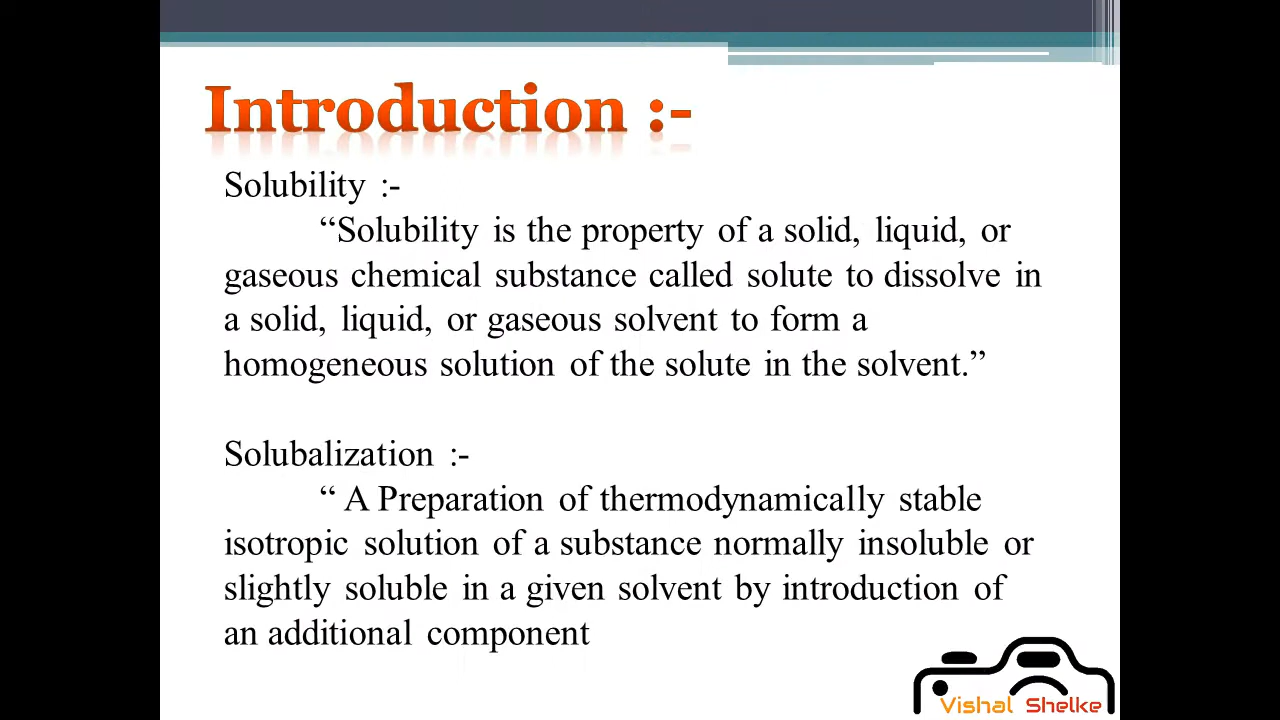 Introduction :-
Solubility :-
“Solubility is the property of a solid, liquid, or
gaseous chemical substance called solute to dissolve in
a solid, liquid, or gaseous solvent to form a
homogeneous solution of the solute in the solvent.”
Solubalization :-
“ A Preparation of thermodynamically stable
isotropic solution of a substance normally insoluble or
slightly soluble in a given solvent by introduction of
an additional component
Vishal Shelke